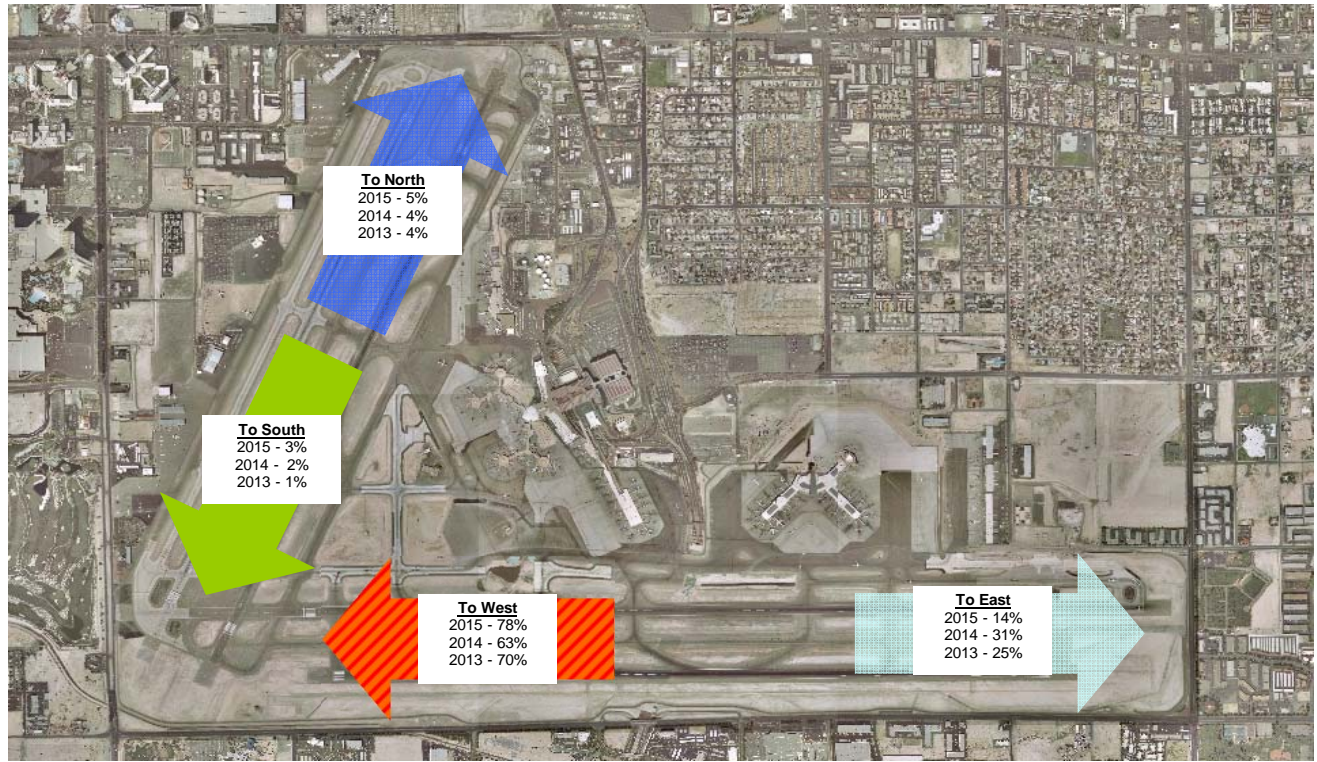 To North
2015 - 5%
2014 - 4%
2013 - 4%
To South
2015 - 3%
2014 - 2%
2013 - 1%
To West
2015 - 78%
2014 - 63%
2013 - 70%
To East
2015 - 14%
2014 - 31%
2013 - 25%